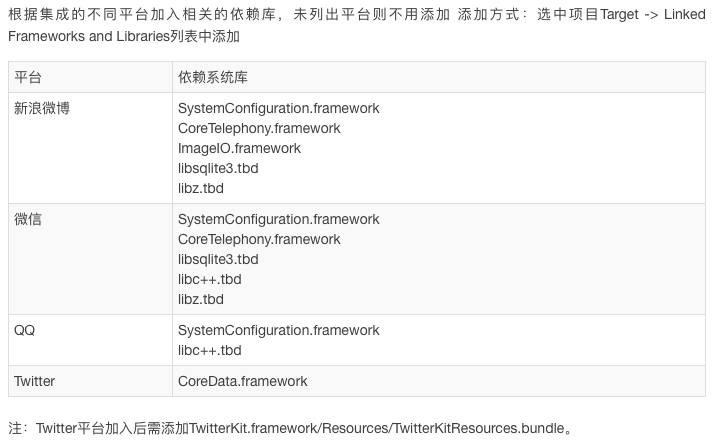 根据集成的不同平台加入相关的依赖库，未列出平台则不用添加 添加方式：选中项目Target -> Linked
Frameworks and Libraries列表中添加
平台 依赖系统库
新浪微博 SystemConfiguration.framework
CoreTelephony.framework
ImageIO.framework
libsqlite3.tbd
libz.tbd
微信 SystemConfiguration.framework
CoreTelephony.framework
libsqlite3.tbd
libc++.tbd
libz.tbd
QQ SystemConfiguration.framework
libc++.tbd
Twitter CoreData.framework
注：Twitter平台加入后需添加TwitterKit.framework/Resources/TwitterKitResources.bundle。